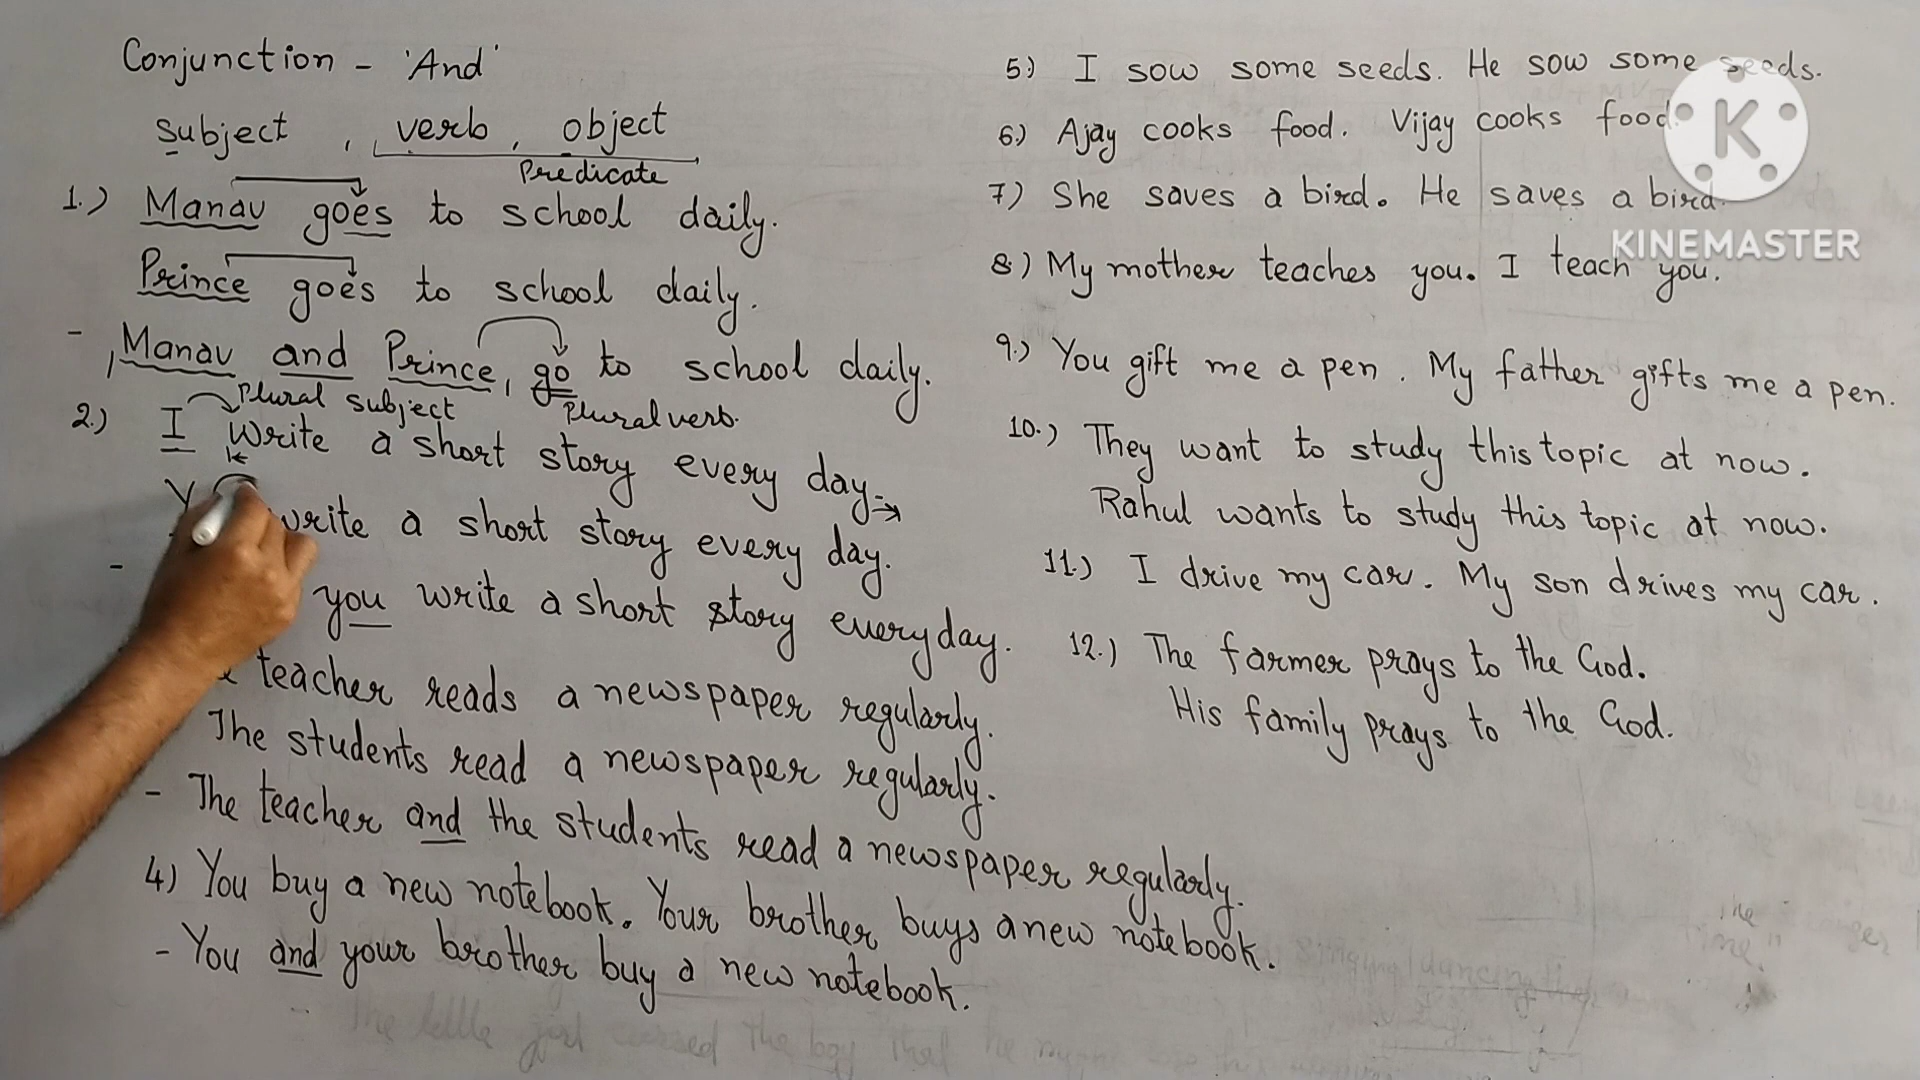 Conjunction - 'And'
subject , verb , object
Predicate
1.) Manav goes to school daily.
Prince goes to school daily.
- Manav and Prince, go to school daily.
Plural subject Plural verb.
2.) I write a short story every day.
write a short story every day.
- you write a short story everyday.
teacher reads a newspaper regularly.
The students read a newspaper regularly.
- The teacher and the students read a newspaper regularly.
4) You buy a new notebook. Your brother buys a new notebook.
- You and your brother buy a new notebook.
5) I sow some seeds. He sow some seeds.
6) Ajay cooks food. Vijay cooks food.
7) She saves a bird. He saves a bird.
8) My mother teaches you. I teach you.
9.) You gift me a pen. My father gifts me a pen.
10.) They want to study this topic at now.
Rahul wants to study this topic at now.
11.) I drive my car. My son drives my car.
12.) The farmer prays to the God.
His family prays to the God.
K
KINEMASTER